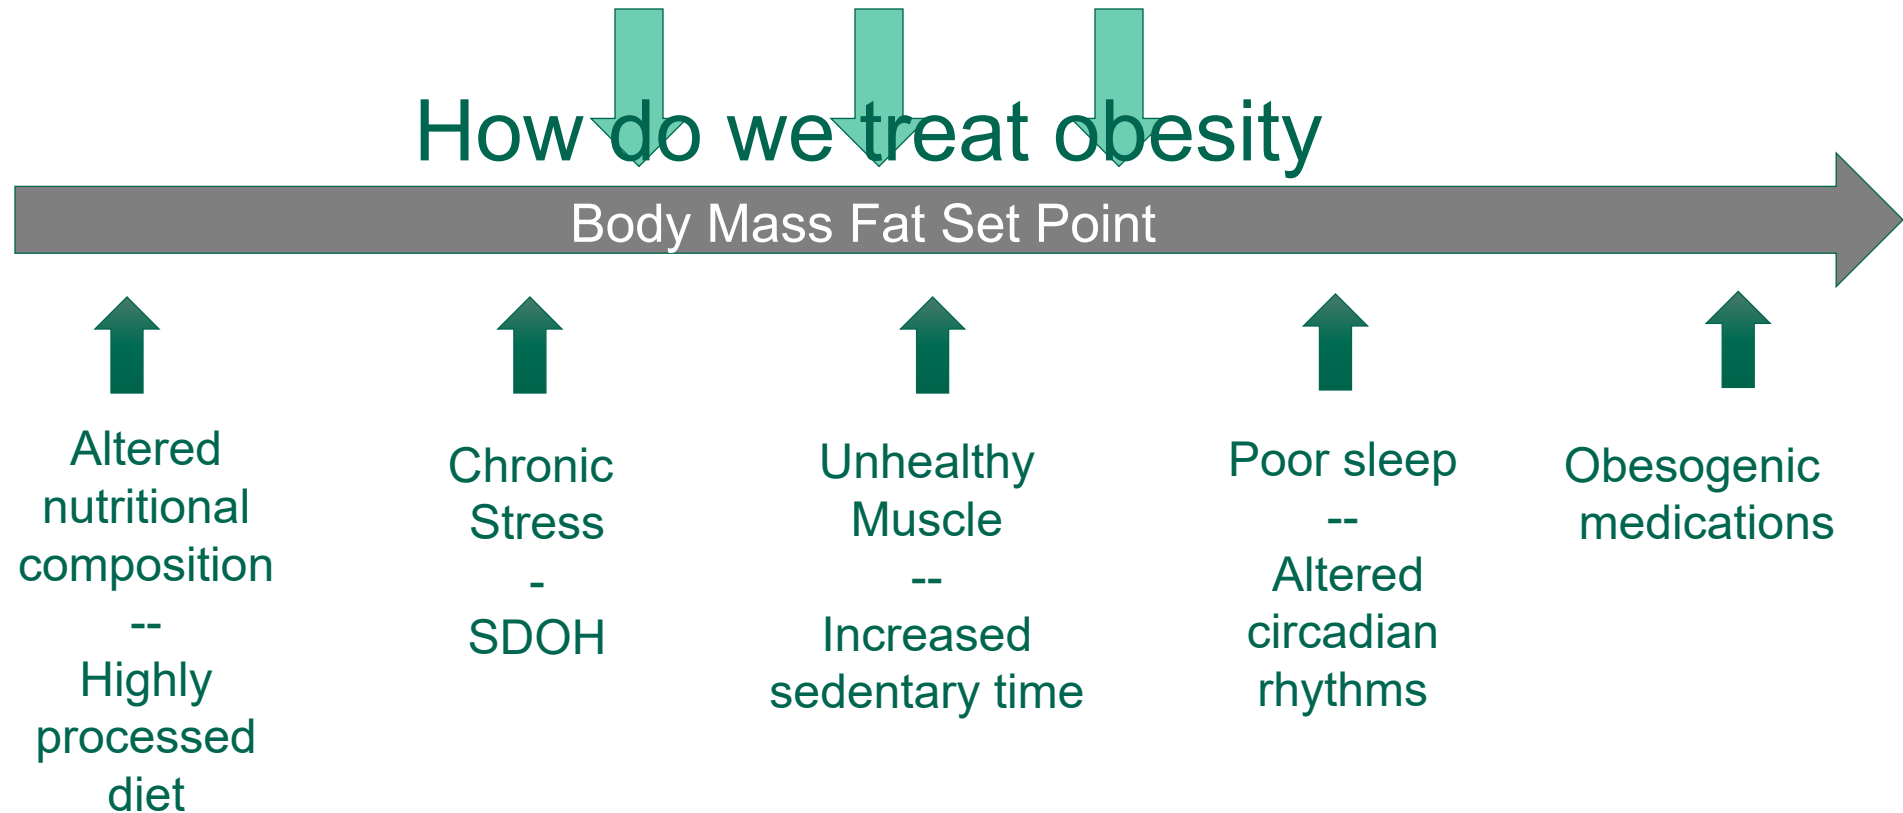 How do we treat obesity
Body Mass Fat Set Point
Altered
nutritional
composition
--
Highly
processed
diet
Chronic
Stress
-
SDOH
Unhealthy
Muscle
--
Increased
sedentary time
Poor sleep
--
Altered
circadian
rhythms
Obesogenic
medications